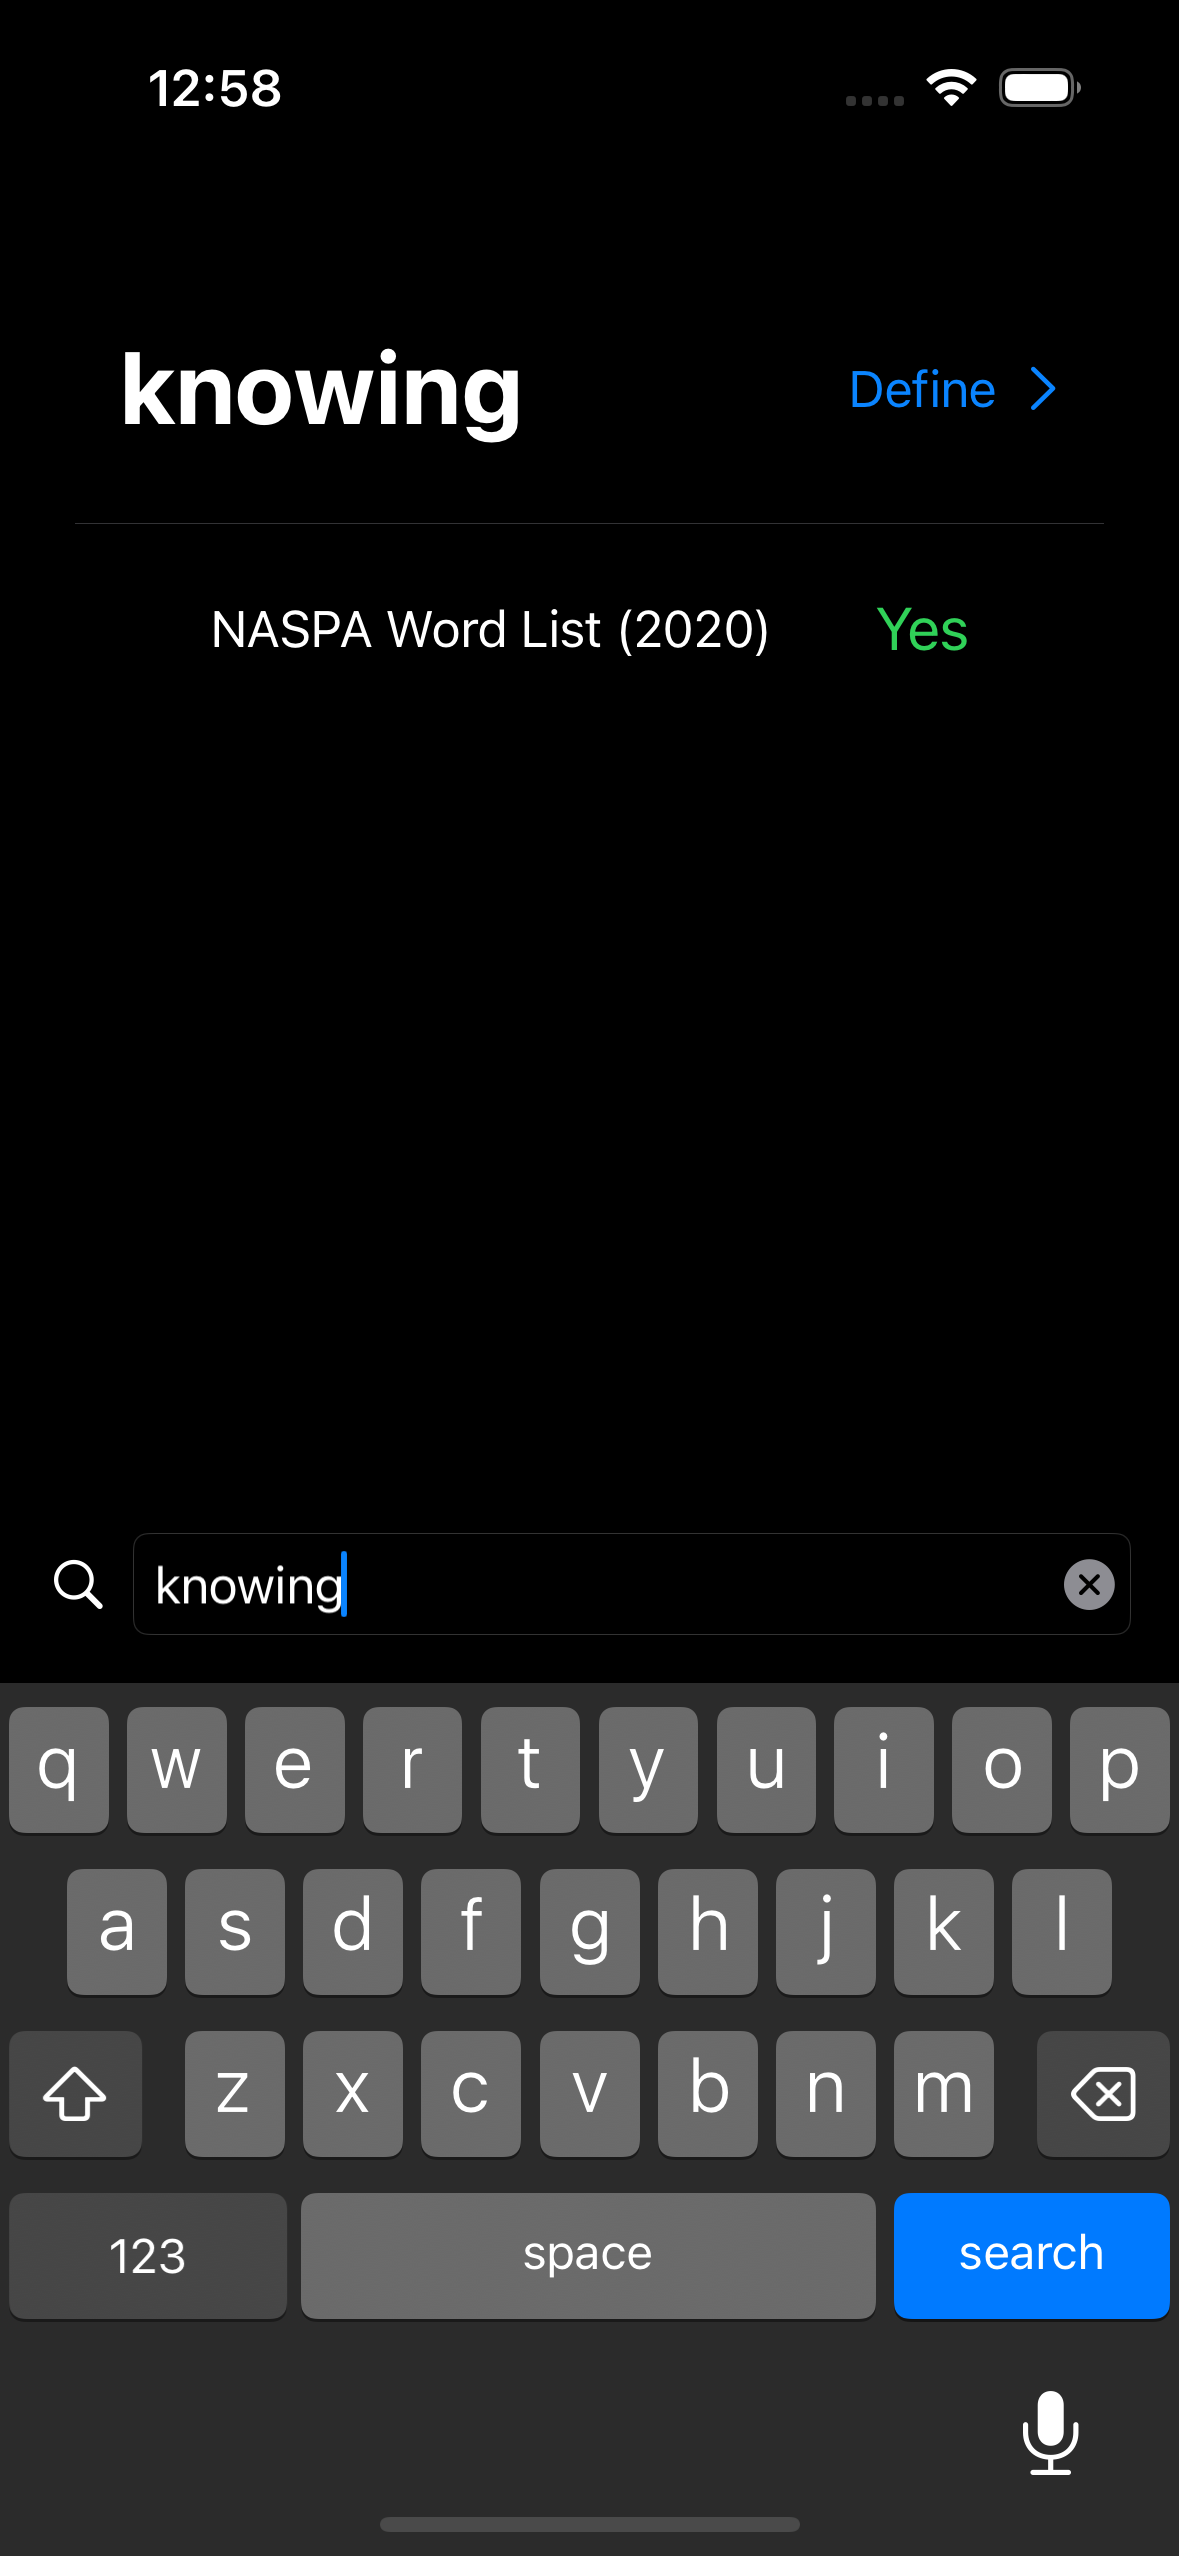 12:58
knowing
Define
NASPA Word List (2020)
Yes
knowing
q w e r t y u i o p
a s d f g h j k l
z x c v b n m
123 space search